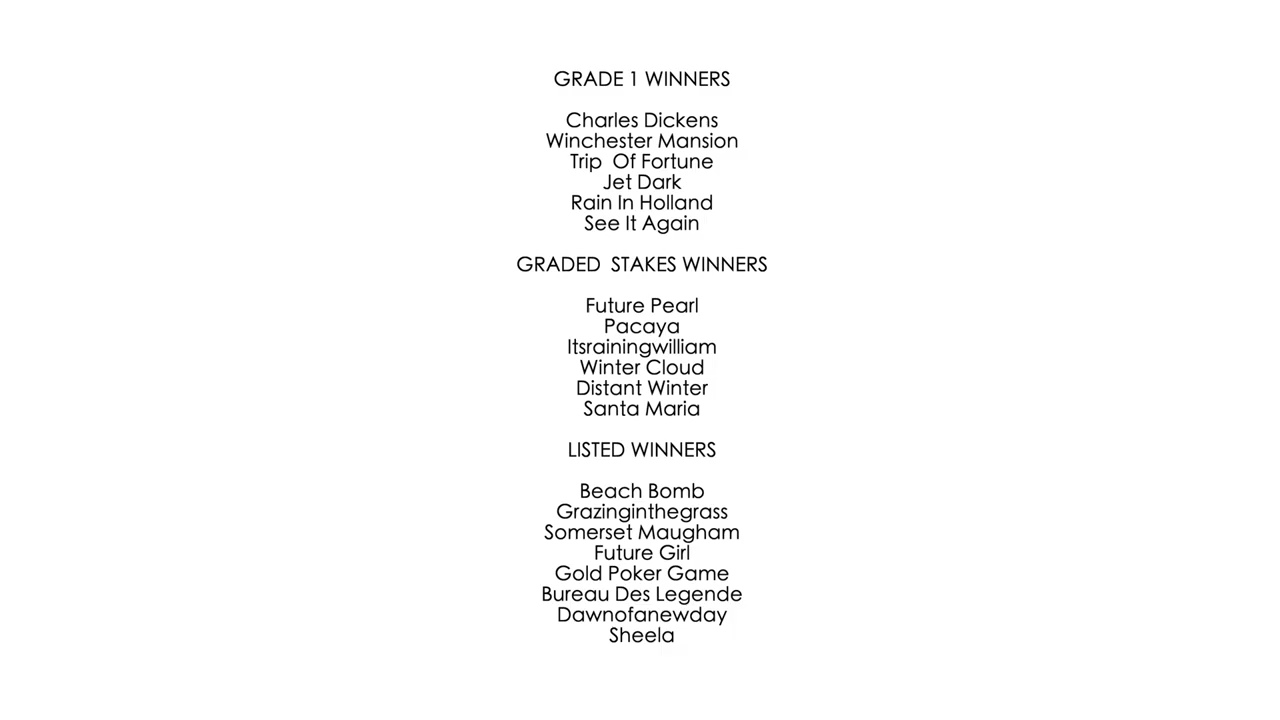 GRADE 1 WINNERS
Charles Dickens
Winchester Mansion
Trip  Of Fortune
Jet Dark
Rain In Holland
See It Again
GRADED  STAKES WINNERS
Future Pearl
Pacaya
Itsrainingwilliam
Winter Cloud
Distant Winter
Santa Maria
LISTED WINNERS
Beach Bomb
Grazinginthegrass
Somerset Maugham
Future Girl
Gold Poker Game
Bureau Des Legende
Dawnofanewday
Sheela